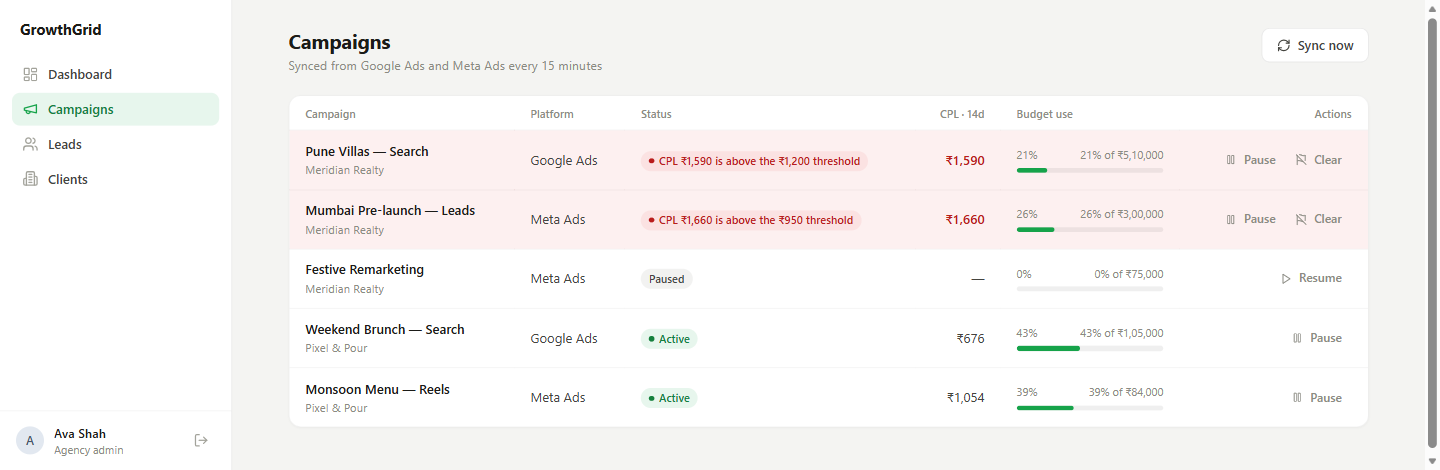 GrowthGrid
Dashboard
Campaigns
Leads
Clients
A
Ava Shah
Agency admin
Campaigns
Synced from Google Ads and Meta Ads every 15 minutes
Sync now
Campaign Platform Status CPL · 14d Budget use Actions
Pune Villas — Search
Meridian Realty
Google Ads
CPL ₹1,590 is above the ₹1,200 threshold
₹1,590
21% 21% of ₹5,10,000
Pause Clear
Mumbai Pre-launch — Leads
Meridian Realty
Meta Ads
CPL ₹1,660 is above the ₹950 threshold
₹1,660
26% 26% of ₹3,00,000
Pause Clear
Festive Remarketing
Meridian Realty
Meta Ads
Paused
—
0% 0% of ₹75,000
Resume
Weekend Brunch — Search
Pixel & Pour
Google Ads
Active
₹676
43% 43% of ₹1,05,000
Pause
Monsoon Menu — Reels
Pixel & Pour
Meta Ads
Active
₹1,054
39% 39% of ₹84,000
Pause